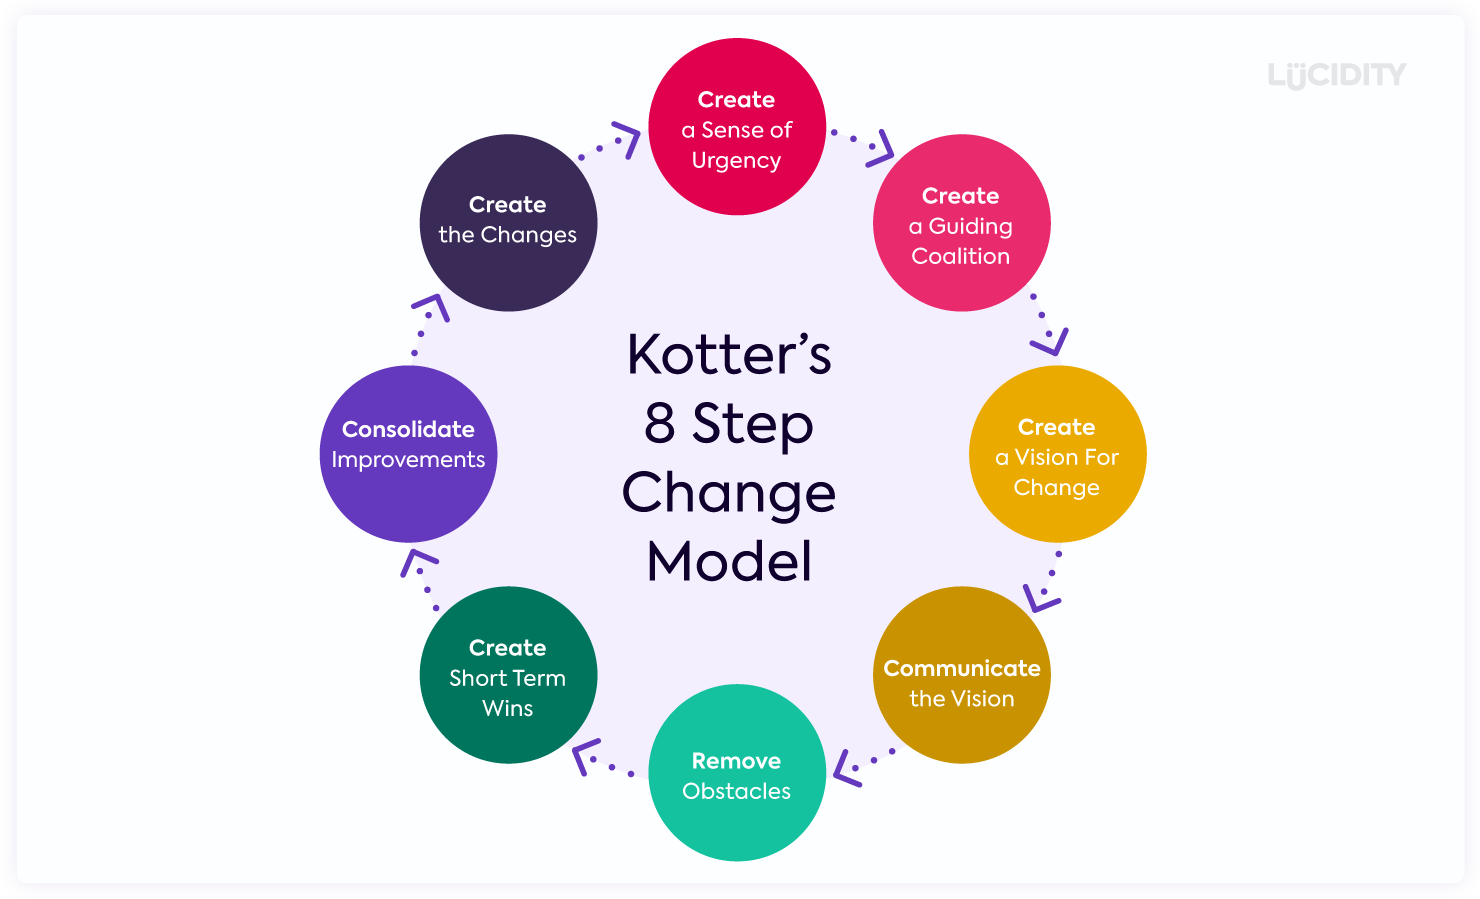 LÜCIDITY
Create
a Sense of
Urgency
Create
a Guiding
Coalition
Create
a Vision For
Change
Communicate
the Vision
Remove
Obstacles
Create
Short Term
Wins
Consolidate
Improvements
Create
the Changes
Kotter’s
8 Step
Change
Model